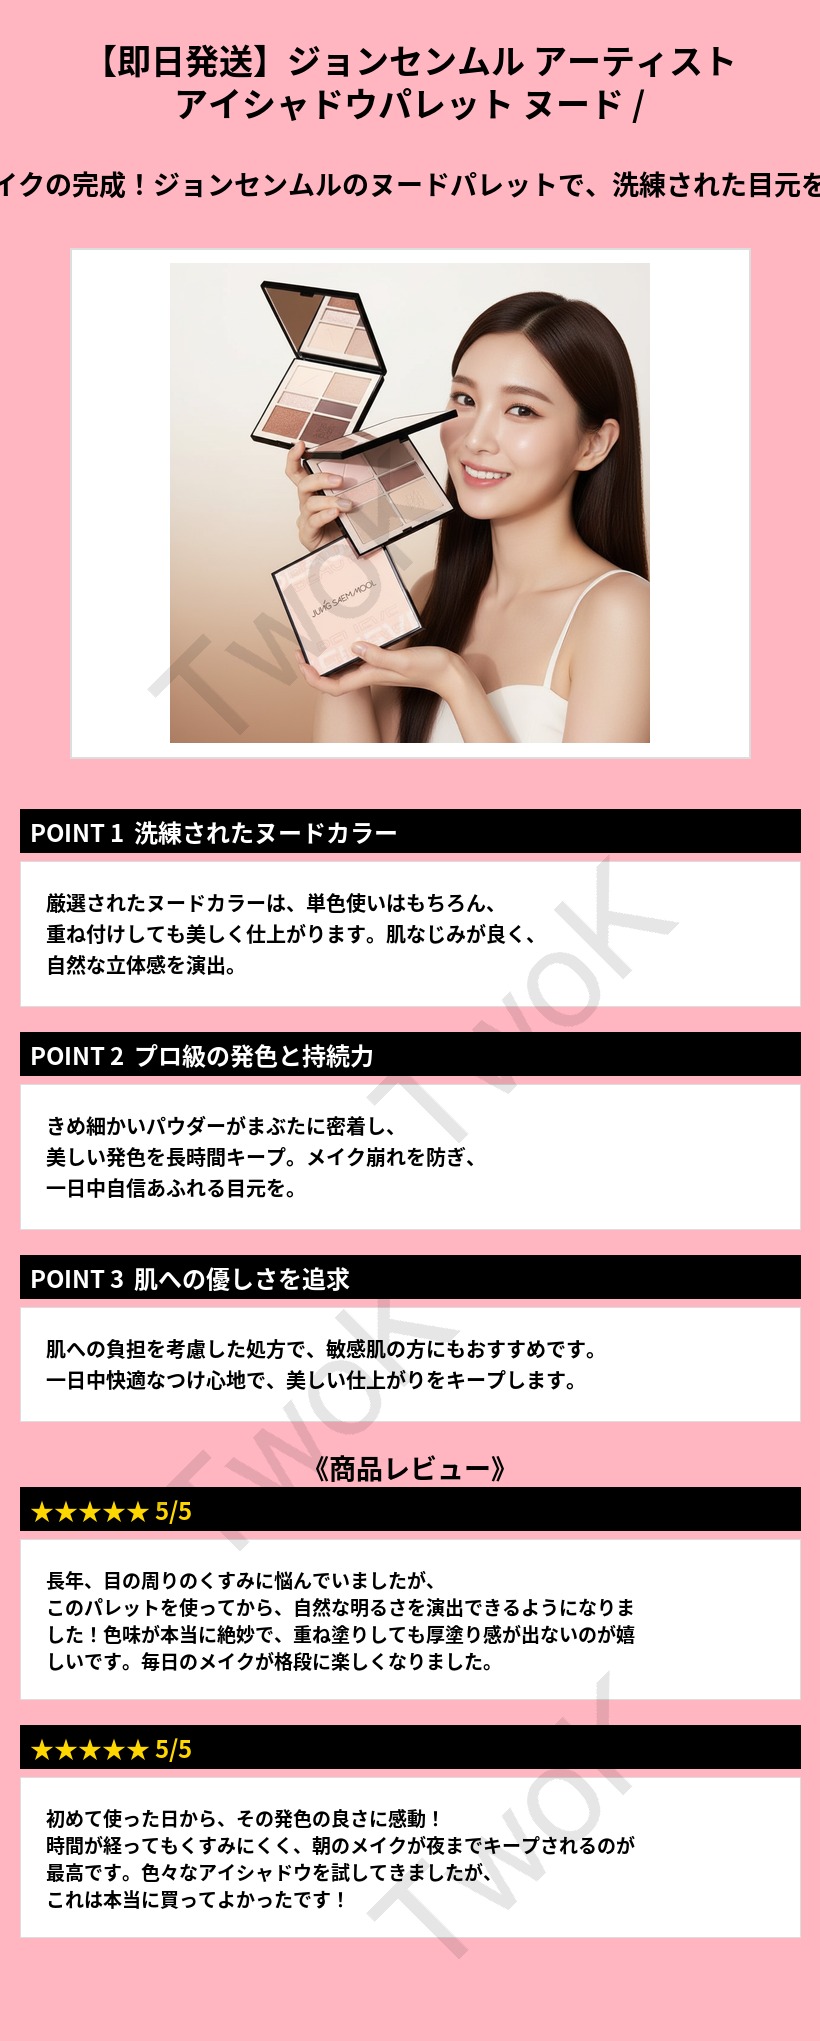 【即日発送】ジョンセンムル アーティスト
アイシャドウパレット ヌード /
イクの完成！ジョンセンムルのヌードパレットで、洗練された目元を
JUNG SAEM MOOL
TwoK
POINT 1 洗練されたヌードカラー
厳選されたヌードカラーは、単色使いはもちろん、
重ね付けしても美しく仕上がります。肌なじみが良く、
自然な立体感を演出。
TwoK
POINT 2 プロ級の発色と持続力
きめ細かいパウダーがまぶたに密着し、
美しい発色を長時間キープ。メイク崩れを防ぎ、
一日中自信あふれる目元を。
POINT 3 肌への優しさを追求
肌への負担を考慮した処方で、敏感肌の方にもおすすめです。
一日中快適なつけ心地で、美しい仕上がりをキープします。
TwoK
《商品レビュー》
★★★★★ 5/5
長年、目の周りのくすみに悩んでいましたが、
このパレットを使ってから、自然な明るさを演出できるようになりま
した！色味が本当に絶妙で、重ね塗りしても厚塗り感が出ないのが嬉
しいです。毎日のメイクが格段に楽しくなりました。
★★★★★ 5/5
初めて使った日から、その発色の良さに感動！
時間が経ってもくすみにくく、朝のメイクが夜までキープされるのが
最高です。色々なアイシャドウを試してきましたが、
これは本当に買ってよかったです！
TwoK